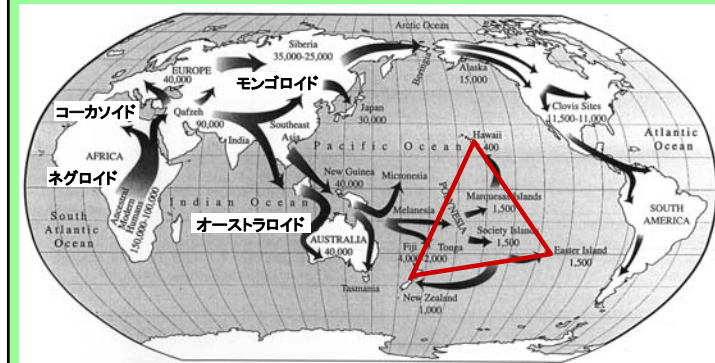 Arctic Ocean
Siberia
35,000-25,000
EUROPE
40,000
モンゴロイド
Beringia
Alaska
15,000
コーカソイド
Qafzeh
90,000
Japan
30,000
Clovis Sites
11,500-11,000
India
Southeast
Asia
Pacific Ocean
Hawaii
400
Atlantic
Ocean
AFRICA
ネグロイド
Ancestral
Modern
Humans
150,000-100,000
New Guinea
40,000
Micronesia
POLYNESIA
Marquesas Islands
1,500
Indian Ocean
オーストラロイド
Melanesia
Society Island
1,500
SOUTH
AMERICA
South
Atlantic
Ocean
AUSTRALIA
40,000
Fiji
4,000-2,000
Tonga
Easter Island
1,500
Tasmania
New Zealand
1,000